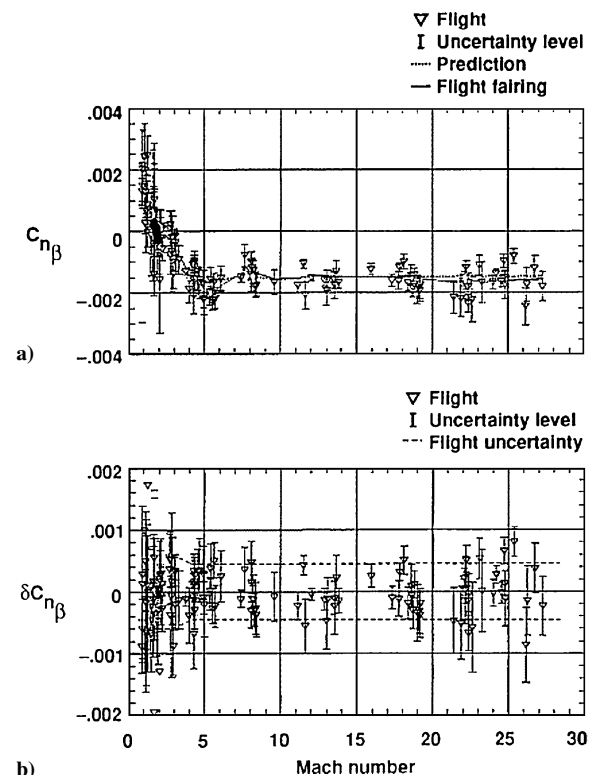 Flight
Uncertainty level
Prediction
Flight fairing
.004
.002
0
-.002
-.004
Cnβ
a)
Flight
Uncertainty level
Flight uncertainty
.002
.001
0
-.001
-.002
δCnβ
0 5 10 15 20 25 30
Mach number
b)